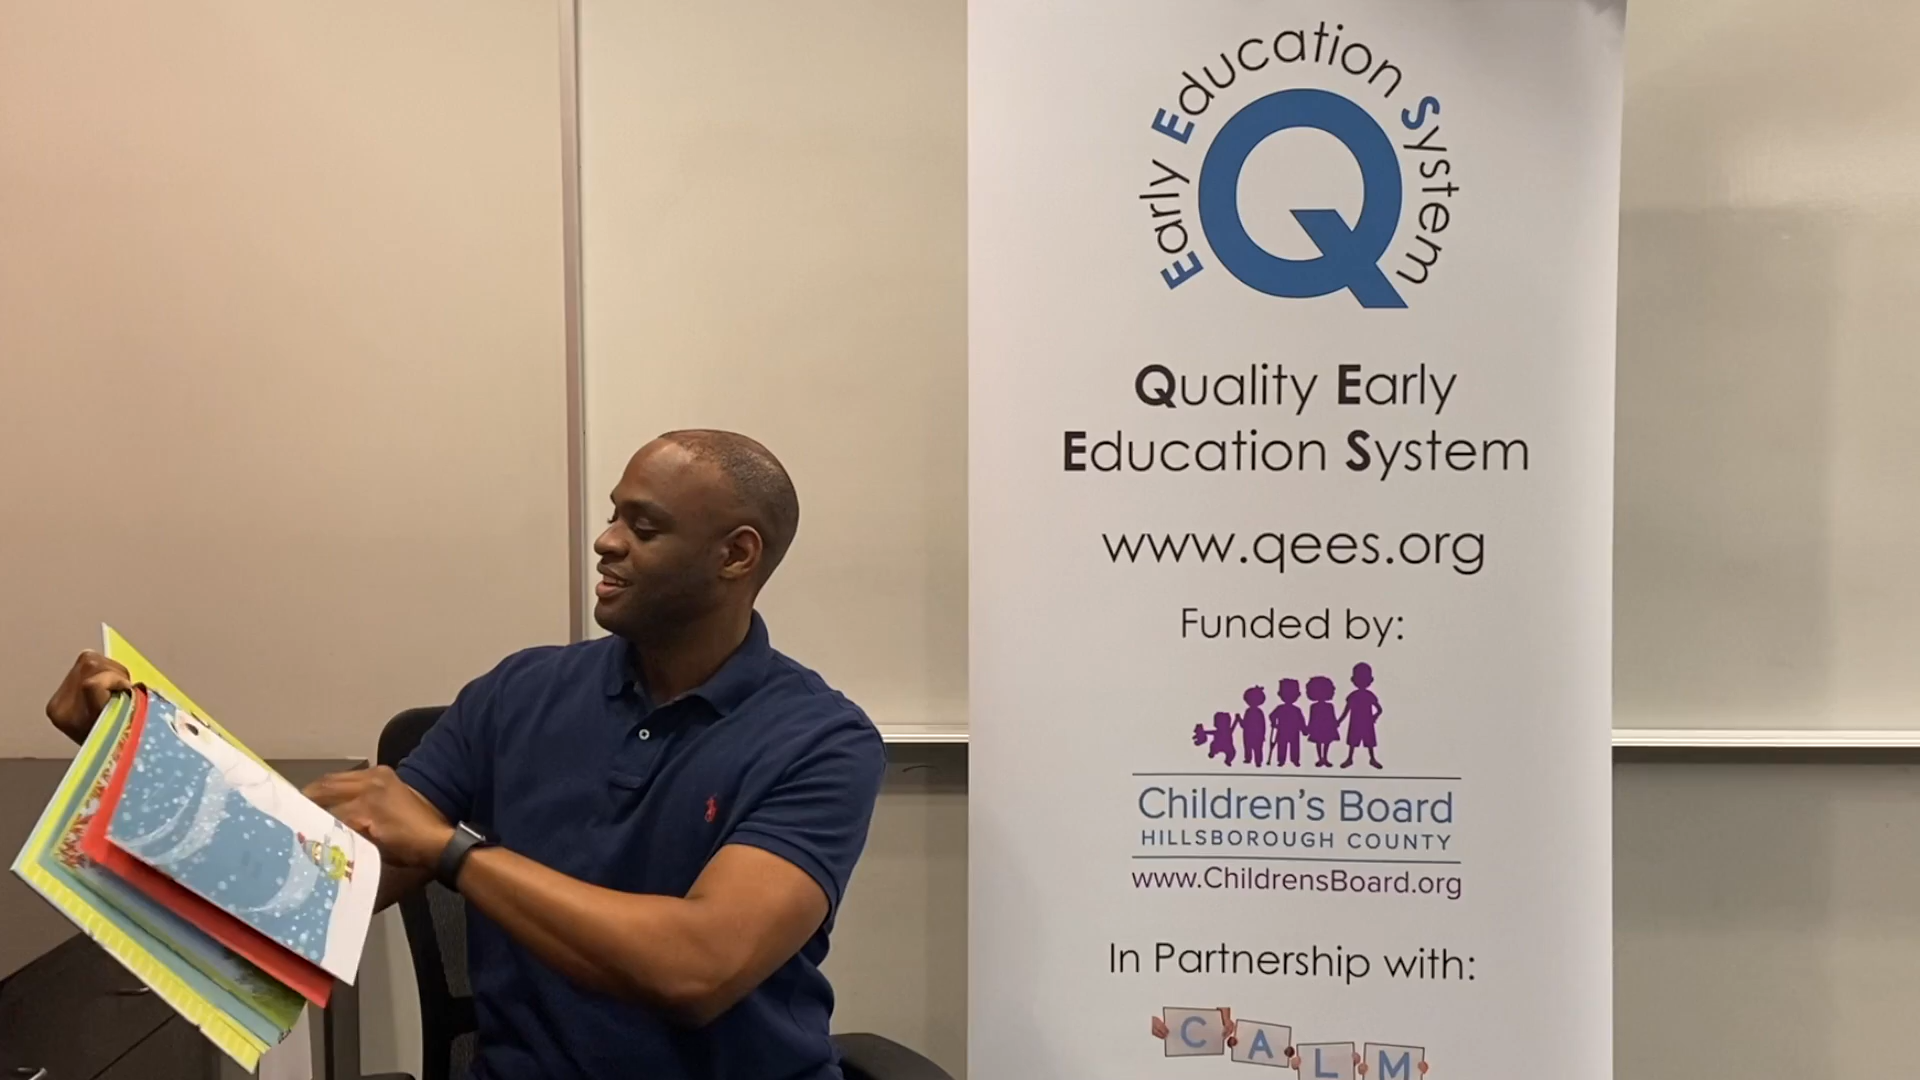 Early Education System
Q
Quality Early
Education System
www.qees.org
Funded by:
Children's Board
HILLSBOROUGH COUNTY
www.ChildrensBoard.org
In Partnership with:
CALM